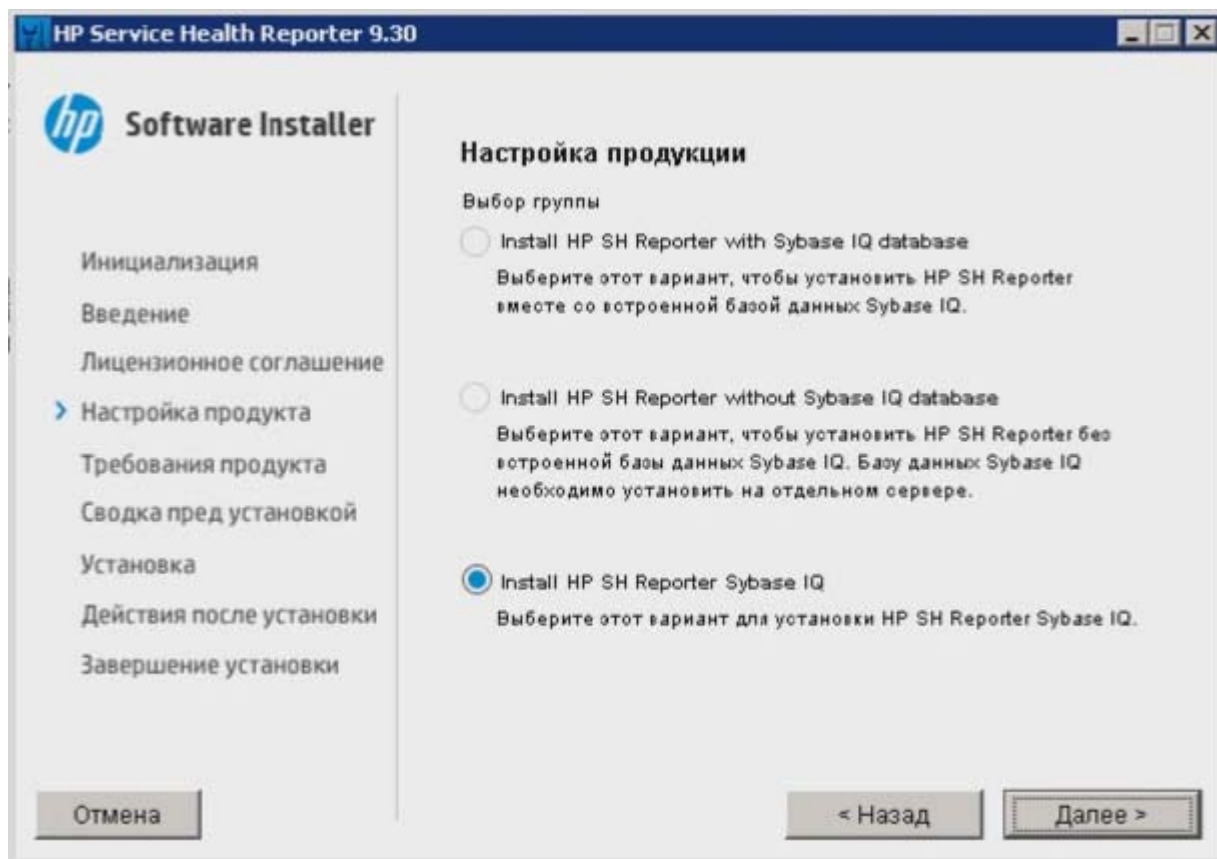 HP Service Health Reporter 9.30
hp
Software Installer
Инициализация
Введение
Лицензионное соглашение
Настройка продукта
Требования продукта
Сводка пред установкой
Установка
Действия после установки
Завершение установки
Настройка продукции
Выбор группы
Install HP SH Reporter with Sybase IQ database
Выберите этот вариант, чтобы установить HP SH Reporter
вместе со встроенной базой данных Sybase IQ.
Install HP SH Reporter without Sybase IQ database
Выберите этот вариант, чтобы установить HP SH Reporter без
встроенной базы данных Sybase IQ. Базу данных Sybase IQ
необходимо установить на отдельном сервере.
Install HP SH Reporter Sybase IQ
Выберите этот вариант для установки HP SH Reporter Sybase IQ.
Отмена
< Назад
Далее >